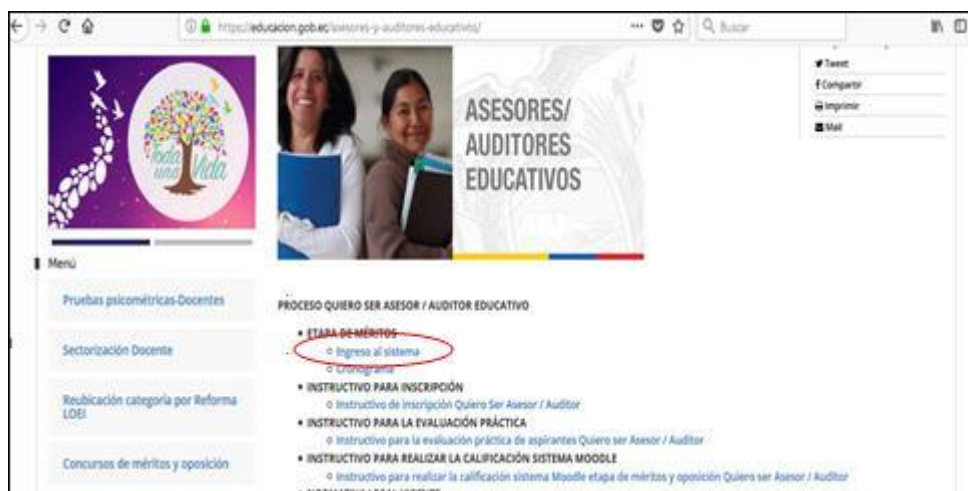 https://educacion.gob.ec/asesores-y-auditores-educativos/
Buscar
Tweet
Compartir
Imprimir
Mail
Toda
una Vida
ASESORES/
AUDITORES
EDUCATIVOS
Menú
Pruebas psicométricas-Docentes
Sectorización Docente
Reubicación categoría por Reforma
LOEI
Concursos de méritos y oposición
PROCESO QUIERO SER ASESOR / AUDITOR EDUCATIVO
ETAPA DE MÉRITOS
Ingreso al sistema
Cronograma
INSTRUCTIVO PARA INSCRIPCIÓN
Instructivo de inscripción Quiero Ser Asesor / Auditor
INSTRUCTIVO PARA LA EVALUACIÓN PRÁCTICA
Instructivo para la evaluación práctica de aspirantes Quiero ser Asesor / Auditor
INSTRUCTIVO PARA REALIZAR LA CALIFICACIÓN SISTEMA MOODLE
Instructivo para realizar la calificación sistema Moodle etapa de méritos y oposición Quiero ser Asesor / Auditor